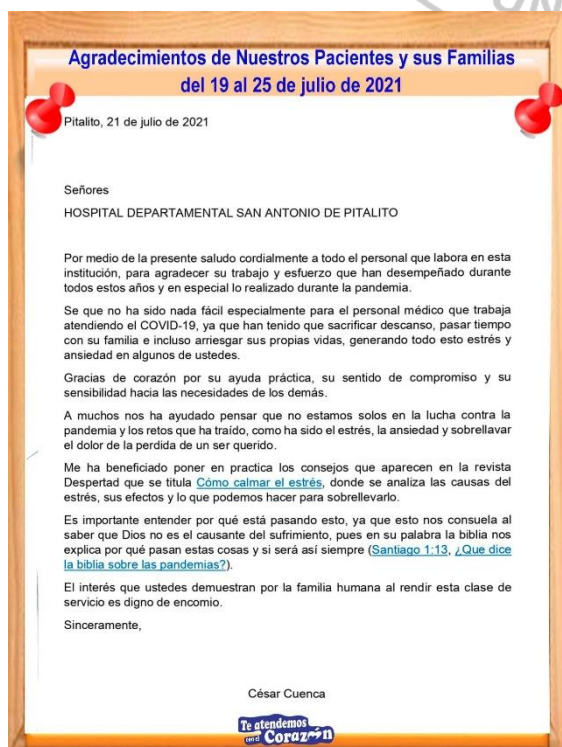 UN
Agradecimientos de Nuestros Pacientes y sus Familias
del 19 al 25 de julio de 2021
Pitalito, 21 de julio de 2021
Señores
HOSPITAL DEPARTAMENTAL SAN ANTONIO DE PITALITO
Por medio de la presente saludo cordialmente a todo el personal que labora en esta
institución, para agradecer su trabajo y esfuerzo que han desempeñado durante
todos estos años y en especial lo realizado durante la pandemia.
Se que no ha sido nada fácil especialmente para el personal médico que trabaja
atendiendo el COVID-19, ya que han tenido que sacrificar descanso, pasar tiempo
con su familia e incluso arriesgar sus propias vidas, generando todo esto estrés y
ansiedad en algunos de ustedes.
Gracias de corazón por su ayuda práctica, su sentido de compromiso y su
sensibilidad hacia las necesidades de los demás.
A muchos nos ha ayudado pensar que no estamos solos en la lucha contra la
pandemia y los retos que ha traído, como ha sido el estrés, la ansiedad y sobrellavar
el dolor de la perdida de un ser querido.
Me ha beneficiado poner en practica los consejos que aparecen en la revista
Despertad que se titula Cómo calmar el estrés, donde se analiza las causas del
estrés, sus efectos y lo que podemos hacer para sobrellevarlo.
Es importante entender por qué está pasando esto, ya que esto nos consuela al
saber que Dios no es el causante del sufrimiento, pues en su palabra la biblia nos
explica por qué pasan estas cosas y si será así siempre (Santiago 1:13, ¿Que dice
la biblia sobre las pandemias?).
El interés que ustedes demuestran por la familia humana al rendir esta clase de
servicio es digno de encomio.
Sinceramente,
César Cuenca
Te atendemos
con el Corazón